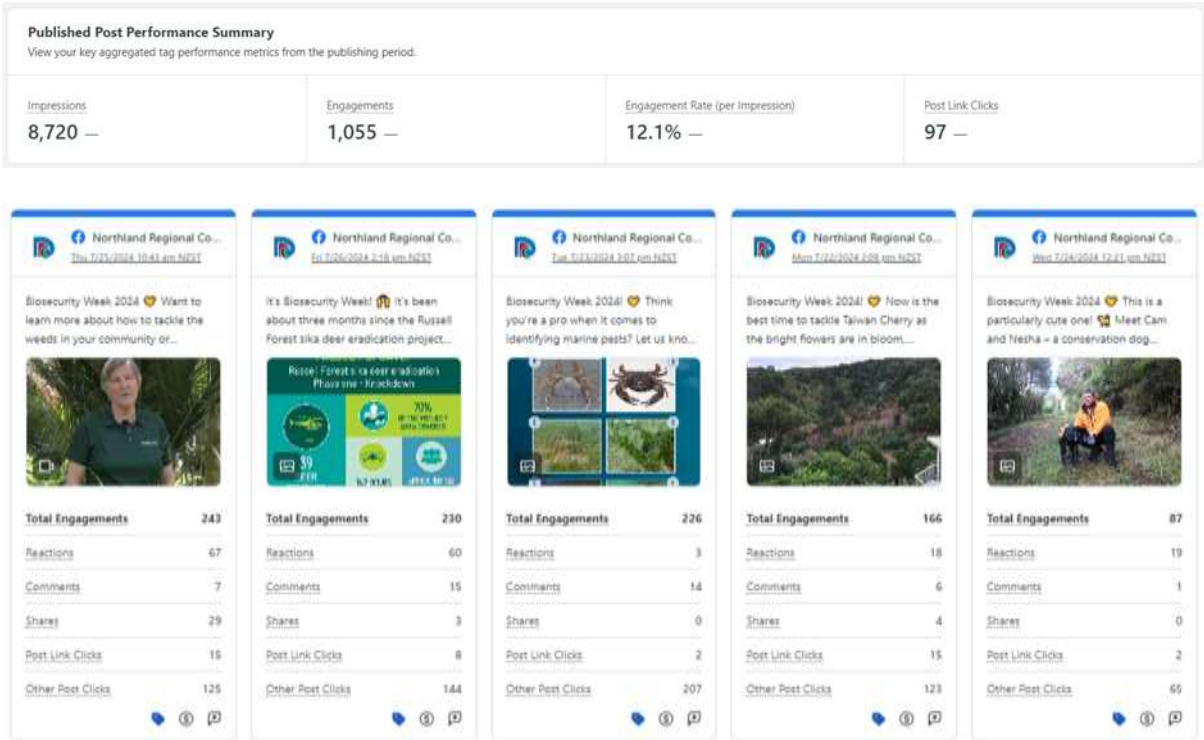 Published Post Performance Summary
View your key aggregated tag performance metrics from the publishing period.
Impressions
8,720 —
Engagements
1,055 —
Engagement Rate (per Impression)
12.1% —
Post Link Clicks
97 —
Northland Regional Co...
Thu 7/25/2024 10:43 am NZST
Biosecurity Week 2024 🧡 Want to
learn more about how to tackle the
weeds in your community or...
Total Engagements 243
Reactions 67
Comments 7
Shares 29
Post Link Clicks 15
Other Post Clicks 125
Northland Regional Co...
Fri 7/26/2024 2:18 pm NZST
It's Biosecurity Week! It's been
about three months since the Russell
Forest sika deer eradication project...
Russell Forest sika deer eradication
Phase one - Knockdown
70%
39
Total Engagements 230
Reactions 60
Comments 15
Shares 3
Post Link Clicks 8
Other Post Clicks 144
Northland Regional Co...
Tue 7/23/2024 3:07 pm NZST
Biosecurity Week 2024! 🧡 Think
you're a pro when it comes to
identifying marine pests? Let us kno...
Total Engagements 226
Reactions 3
Comments 14
Shares 0
Post Link Clicks 2
Other Post Clicks 207
Northland Regional Co...
Mon 7/22/2024 2:08 pm NZST
Biosecurity Week 2024! 🧡 Now is the
best time to tackle Taiwan Cherry as
the bright flowers are in bloom....
Total Engagements 166
Reactions 18
Comments 6
Shares 4
Post Link Clicks 15
Other Post Clicks 123
Northland Regional Co...
Wed 7/24/2024 12:21 pm NZST
Biosecurity Week 2024 🧡 This is a
particularly cute one! Meet Cam
and Nesha – a conservation dog...
Total Engagements 87
Reactions 19
Comments 1
Shares 0
Post Link Clicks 2
Other Post Clicks 65